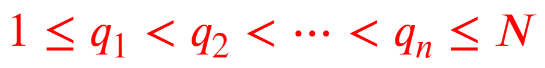 1 ≤ q₁ < q₂ < ⋯ < qₙ ≤ N